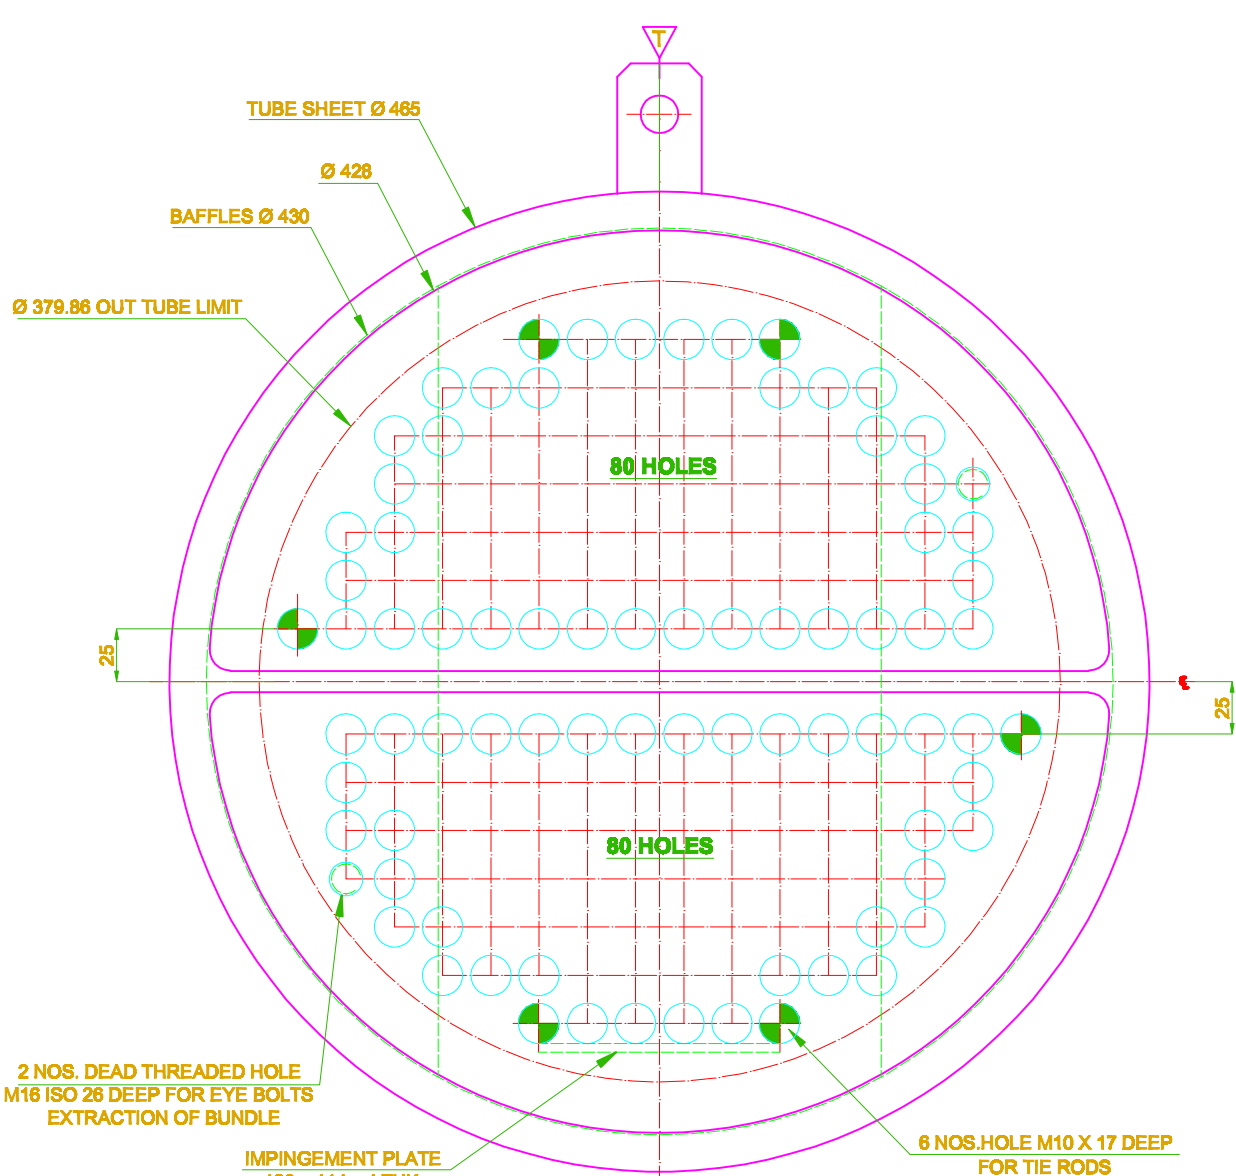 T
TUBE SHEET Ø 465
Ø 428
BAFFLES Ø 430
Ø 379.86 OUT TUBE LIMIT
80 HOLES
25
25
80 HOLES
2 NOS. DEAD THREADED HOLE
M16 ISO 26 DEEP FOR EYE BOLTS
EXTRACTION OF BUNDLE
IMPINGEMENT PLATE
6 NOS.HOLE M10 X 17 DEEP
FOR TIE RODS